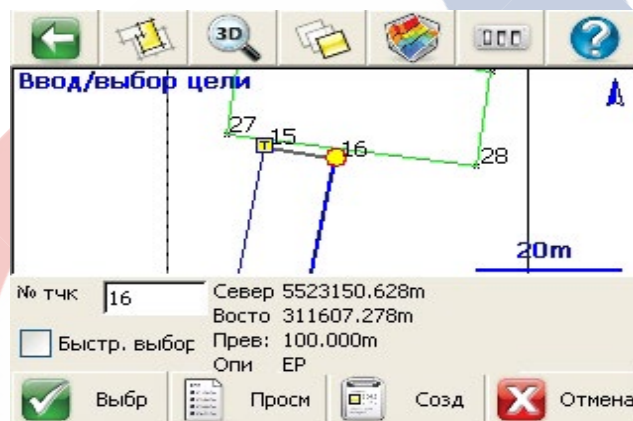 3D
Ввод/выбор цели
27
15
16
28
T
20m
№ тчк
16
Север 5523150.628m
Восто 311607.278m
Быстр. выбор
Прев: 100.000m
Опи EP
Выбр
Просм
Созд
Отмена